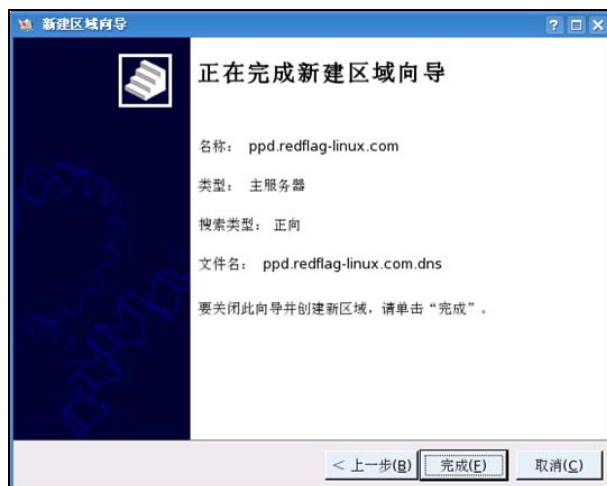 新建区域向导
正在完成新建区域向导
名称： ppd.redflag-linux.com
类型： 主服务器
搜索类型： 正向
文件名： ppd.redflag-linux.com.dns
要关闭此向导并创建新区域，请单击“完成”。
< 上一步(B) 完成(F) 取消(C)